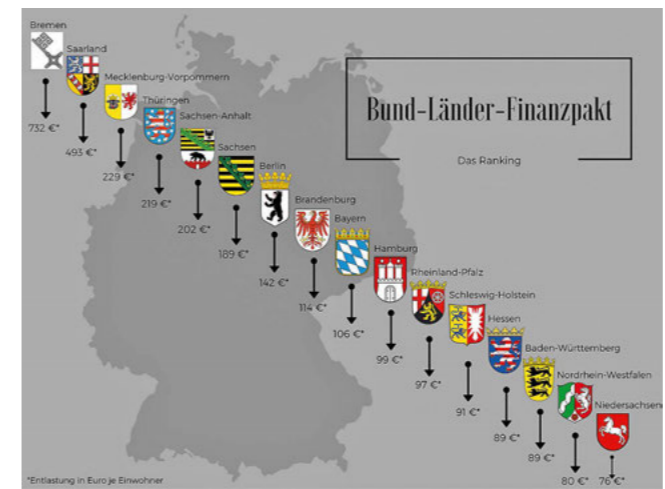 Bremen
Saarland
Mecklenburg-Vorpommern
Thüringen
Sachsen-Anhalt
Sachsen
Berlin
Brandenburg
Bayern
Hamburg
Rheinland-Pfalz
Schleswig-Holstein
Hessen
Baden-Württemberg
Nordrhein-Westfalen
Niedersachsen
Bund-Länder-Finanzpakt
Das Ranking
732 €*
493 €*
229 €*
219 €*
202 €*
189 €*
142 €*
114 €*
106 €*
99 €*
97 €*
91 €*
89 €*
89 €*
80 €*
76 €*
*Entlastung in Euro je Einwohner